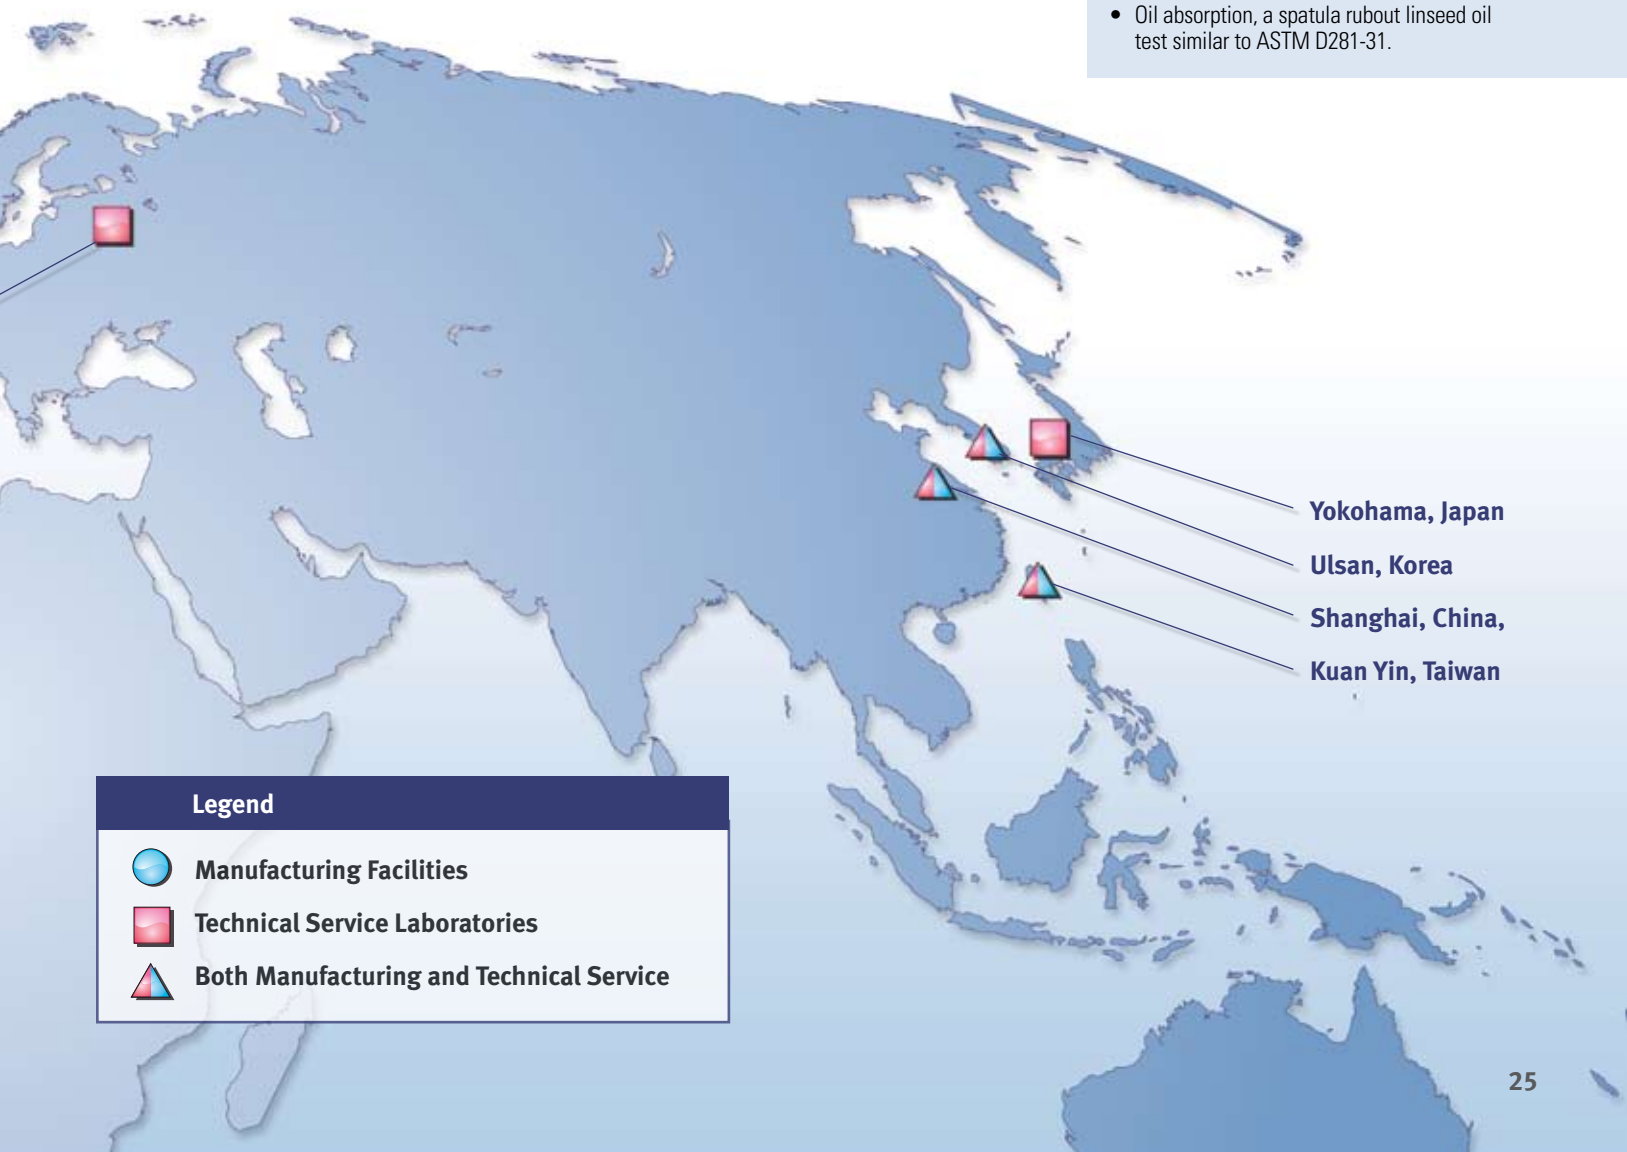 • Oil absorption, a spatula rubout linseed oil
test similar to ASTM D281-31.
Yokohama, Japan
Ulsan, Korea
Shanghai, China,
Kuan Yin, Taiwan
Legend
Manufacturing Facilities
Technical Service Laboratories
Both Manufacturing and Technical Service
25